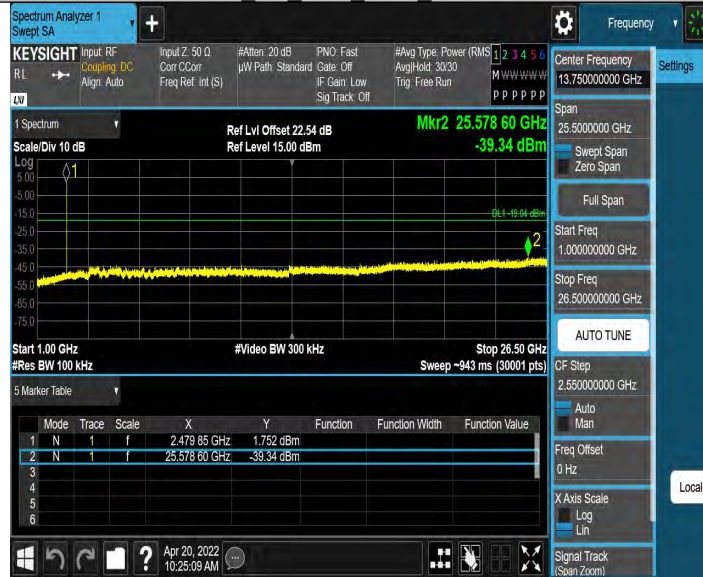 Spectrum Analyzer 1
Swept SA
+
Frequency
KEYSIGHT
RL
LXI
Input: RF
Coupling: DC
Align: Auto
Input Z: 50 Ω
Corr CCorr
Freq Ref: Int (S)
#Atten: 20 dB
µW Path: Standard
PNO: Fast
Gate: Off
IF Gain: Low
Sig Track: Off
#Avg Type: Power (RMS
Avg|Hold: 30/30
Trig: Free Run
1 2 3 4 5 6
M W W W W W
P P P P P P
1 Spectrum
Scale/Div 10 dB
Ref Lvl Offset 22.54 dB
Ref Level 15.00 dBm
Mkr2 25.578 60 GHz
-39.34 dBm
Log
5.00
-5.00
-15.0
-25.0
-35.0
-45.0
-55.0
-65.0
-75.0
1
DL1 -19.04 dBm
2
Start 1.00 GHz
#Res BW 100 kHz
#Video BW 300 kHz
Stop 26.50 GHz
Sweep ~943 ms (30001 pts)
5 Marker Table
Mode Trace Scale X Y Function Function Width Function Value
1 N 1 f 2.479 85 GHz 1.752 dBm
2 N 1 f 25.578 60 GHz -39.34 dBm
3
4
5
6
?
Apr 20, 2022
10:25:09 AM
Center Frequency
13.750000000 GHz
Span
25.5000000 GHz
Swept Span
Zero Span
Full Span
Start Freq
1.000000000 GHz
Stop Freq
26.500000000 GHz
AUTO TUNE
CF Step
2.550000000 GHz
Auto
Man
Freq Offset
0 Hz
X Axis Scale
Log
Lin
Signal Track
(Span Zoom)
Settings
Local